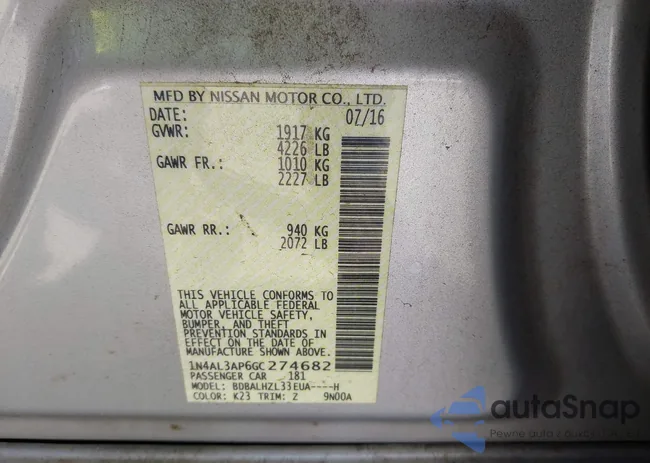 MFD BY NISSAN MOTOR CO., LTD.
DATE: 07/16
GVWR: 1917 KG
4226 LB
GAWR FR.: 1010 KG
2227 LB
GAWR RR.: 940 KG
2072 LB
THIS VEHICLE CONFORMS TO
ALL APPLICABLE FEDERAL
MOTOR VEHICLE SAFETY,
BUMPER, AND THEFT
PREVENTION STANDARDS IN
EFFECT ON THE DATE OF
MANUFACTURE SHOWN ABOVE.
1N4AL3AP6GC274682
PASSENGER CAR 181
MODEL: BDBALHZL33EUA----H
COLOR: K23 TRIM: Z 9N00A
autoSnap
Pewne auta z